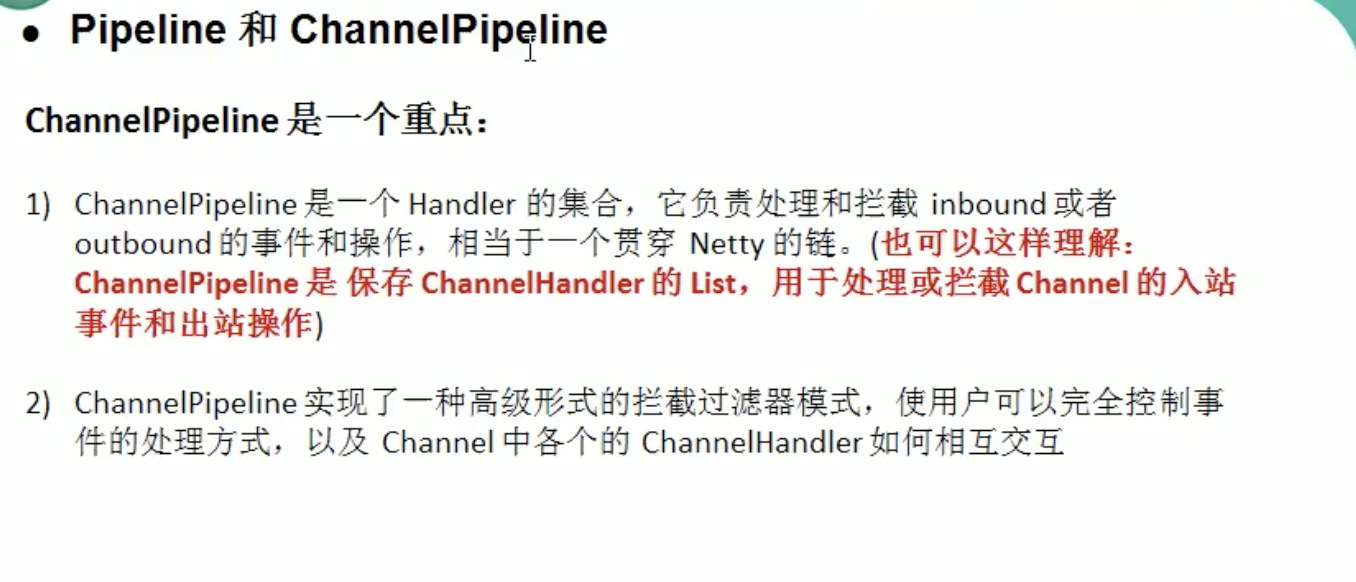 ● Pipeline 和 ChannelPipeline
ChannelPipeline 是一个重点：
1) ChannelPipeline 是一个 Handler 的集合，它负责处理和拦截 inbound 或者
outbound 的事件和操作，相当于一个贯穿 Netty 的链。(也可以这样理解：
ChannelPipeline 是 保存 ChannelHandler 的 List，用于处理或拦截 Channel 的入站
事件和出站操作)
2) ChannelPipeline 实现了一种高级形式的拦截过滤器模式，使用户可以完全控制事
件的处理方式，以及 Channel 中各个的 ChannelHandler 如何相互交互